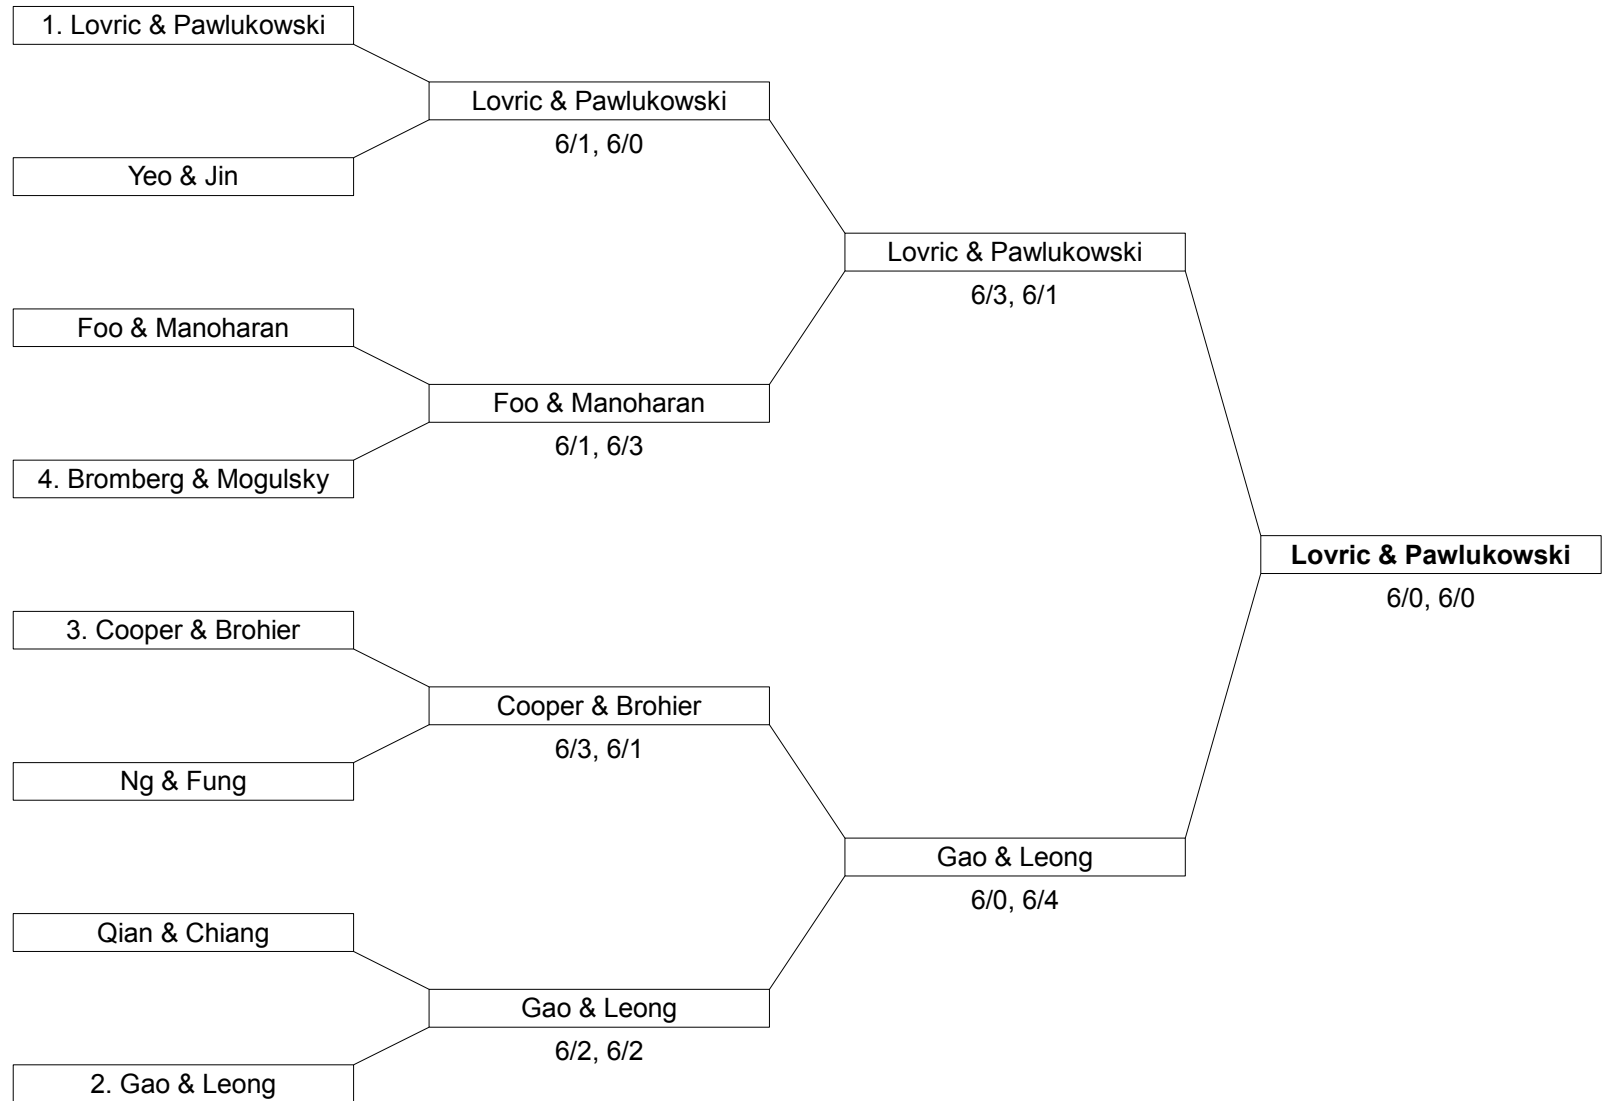 1. Lovric & Pawlukowski
Lovric & Pawlukowski
6/1, 6/0
Yeo & Jin
Lovric & Pawlukowski
6/3, 6/1
Foo & Manoharan
Foo & Manoharan
6/1, 6/3
4. Bromberg & Mogulsky
Lovric & Pawlukowski
6/0, 6/0
3. Cooper & Brohier
Cooper & Brohier
6/3, 6/1
Ng & Fung
Gao & Leong
6/0, 6/4
Qian & Chiang
Gao & Leong
6/2, 6/2
2. Gao & Leong